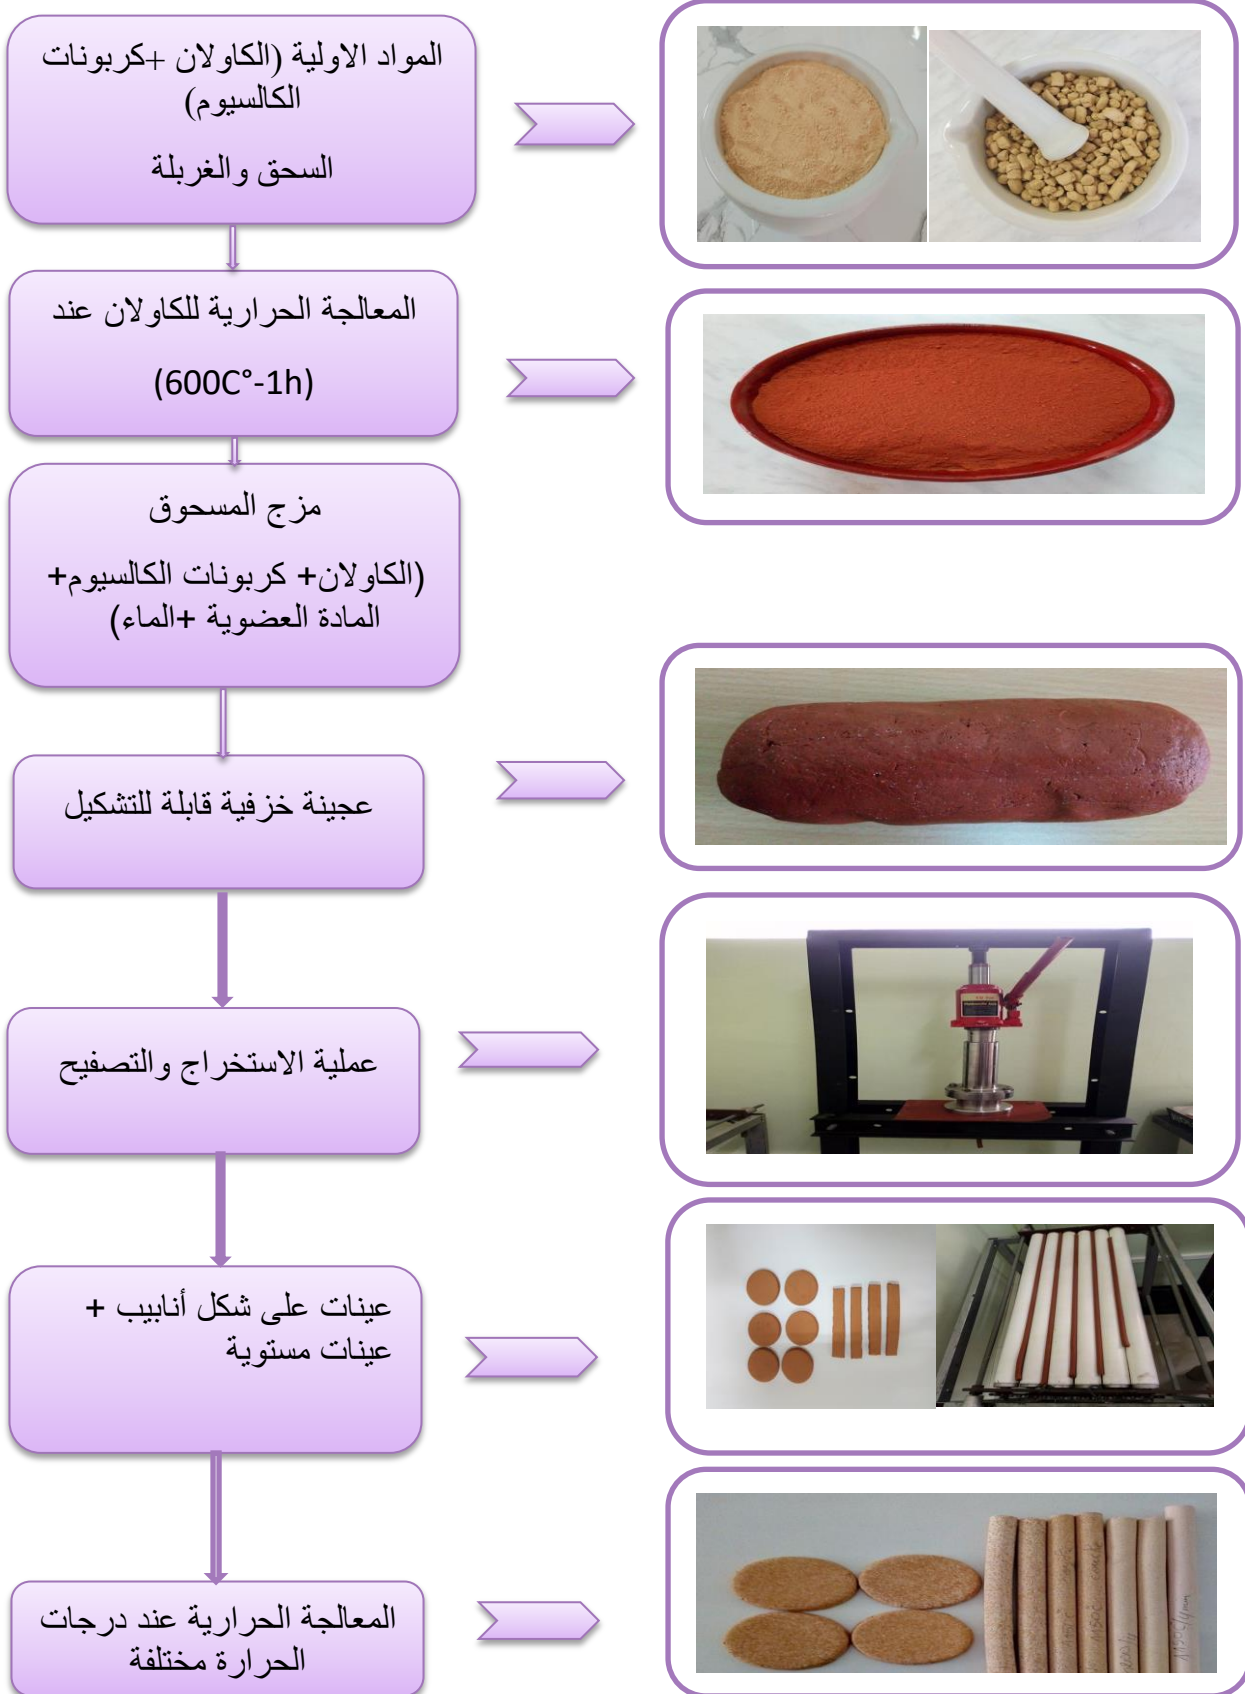 المواد الاولية (الكاولان +كربونات
الكالسيوم)
السحق والغربلة
المعالجة الحرارية للكاولان عند
(600C°-1h)
مزج المسحوق
(الكاولان+ كربونات الكالسيوم+
المادة العضوية +الماء)
عجينة خزفية قابلة للتشكيل
عملية الاستخراج والتصفيح
عينات على شكل أنابيب +
عينات مستوية
المعالجة الحرارية عند درجات
الحرارة مختلفة